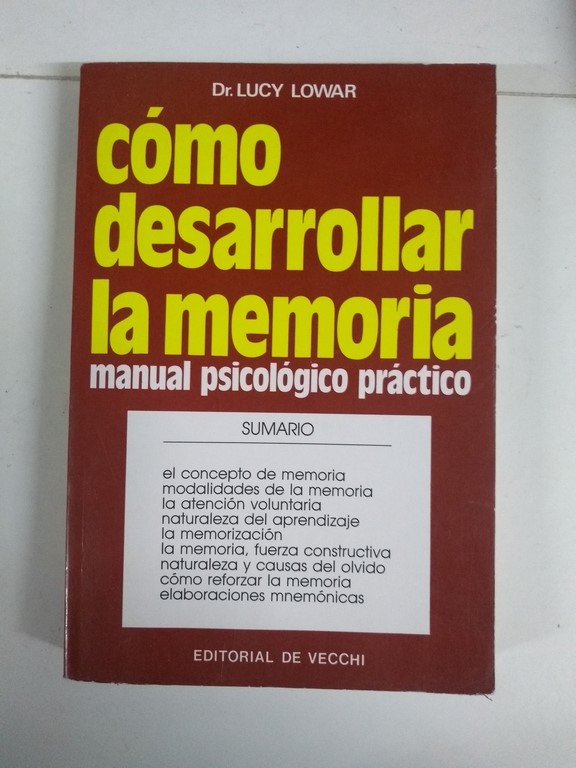 Dr. LUCY LOWAR
cómo
desarrollar
la memoria
manual psicológico práctico
SUMARIO
el concepto de memoria
modalidades de la memoria
la atención voluntaria
naturaleza del aprendizaje
la memorización
la memoria, fuerza constructiva
naturaleza y causas del olvido
cómo reforzar la memoria
elaboraciones mnemónicas
EDITORIAL DE VECCHI